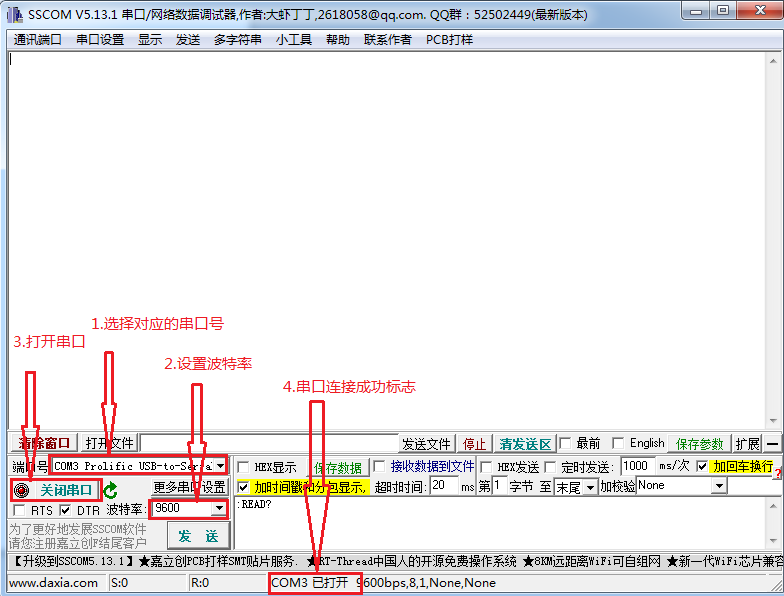 SSCOM V5.13.1 串口/网络数据调试器,作者:大虾丁丁,2618058@qq.com. QQ群：52502449(最新版本)
通讯端口 串口设置 显示 发送 多字符串 小工具 帮助 联系作者 PCB打样
1.选择对应的串口号
3.打开串口
2.设置波特率
4.串口连接成功标志
清除窗口 打开文件 发送文件 停止 清发送区 最前 English 保存参数 扩展 —
端口号 COM3 Prolific USB-to-Seria HEX显示 保存数据 接收数据到文件 HEX发送 定时发送: 1000 ms/次 加回车换行
关闭串口 更多串口设置 加时间戳和分包显示, 超时时间: 20 ms 第 1 字节 至 末尾 加校验 None
RTS DTR 波特率: 9600
:READ?
为了更好地发展SSCOM软件
请您注册嘉立创F结尾客户
发 送
【升级到SSCOM5.13.1】★嘉立创PCB打样SMT贴片服务. ★RT-Thread中国人的开源免费操作系统 ★8KM远距离WiFi可自组网 ★新一代WiFi芯片兼容
www.daxia.com S:0 R:0 COM3 已打开 9600bps,8,1,None,None